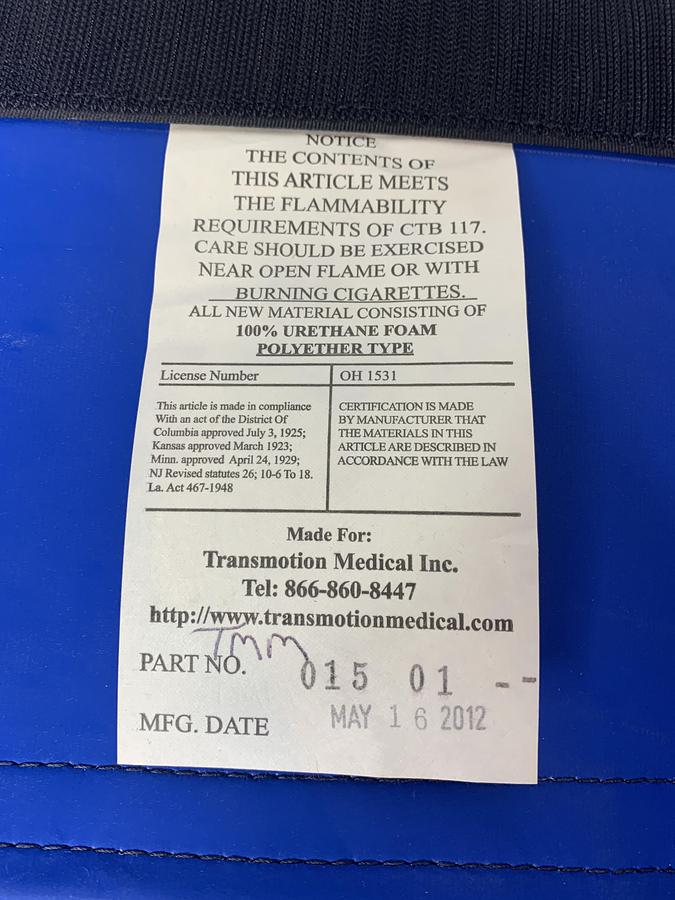 NOTICE
THE CONTENTS OF
THIS ARTICLE MEETS
THE FLAMMABILITY
REQUIREMENTS OF CTB 117.
CARE SHOULD BE EXERCISED
NEAR OPEN FLAME OR WITH
BURNING CIGARETTES.
ALL NEW MATERIAL CONSISTING OF
100% URETHANE FOAM
POLYETHER TYPE
License Number
OH 1531
This article is made in compliance
With an act of the District Of
Columbia approved July 3, 1925;
Kansas approved March 1923;
Minn. approved April 24, 1929;
NJ Revised statutes 26; 10-6 To 18.
La. Act 467-1948
CERTIFICATION IS MADE
BY MANUFACTURER THAT
THE MATERIALS IN THIS
ARTICLE ARE DESCRIBED IN
ACCORDANCE WITH THE LAW
Made For:
Transmotion Medical Inc.
Tel: 866-860-8447
http://www.transmotionmedical.com
PART NO. TMM 015 01 --
MFG. DATE MAY 16 2012